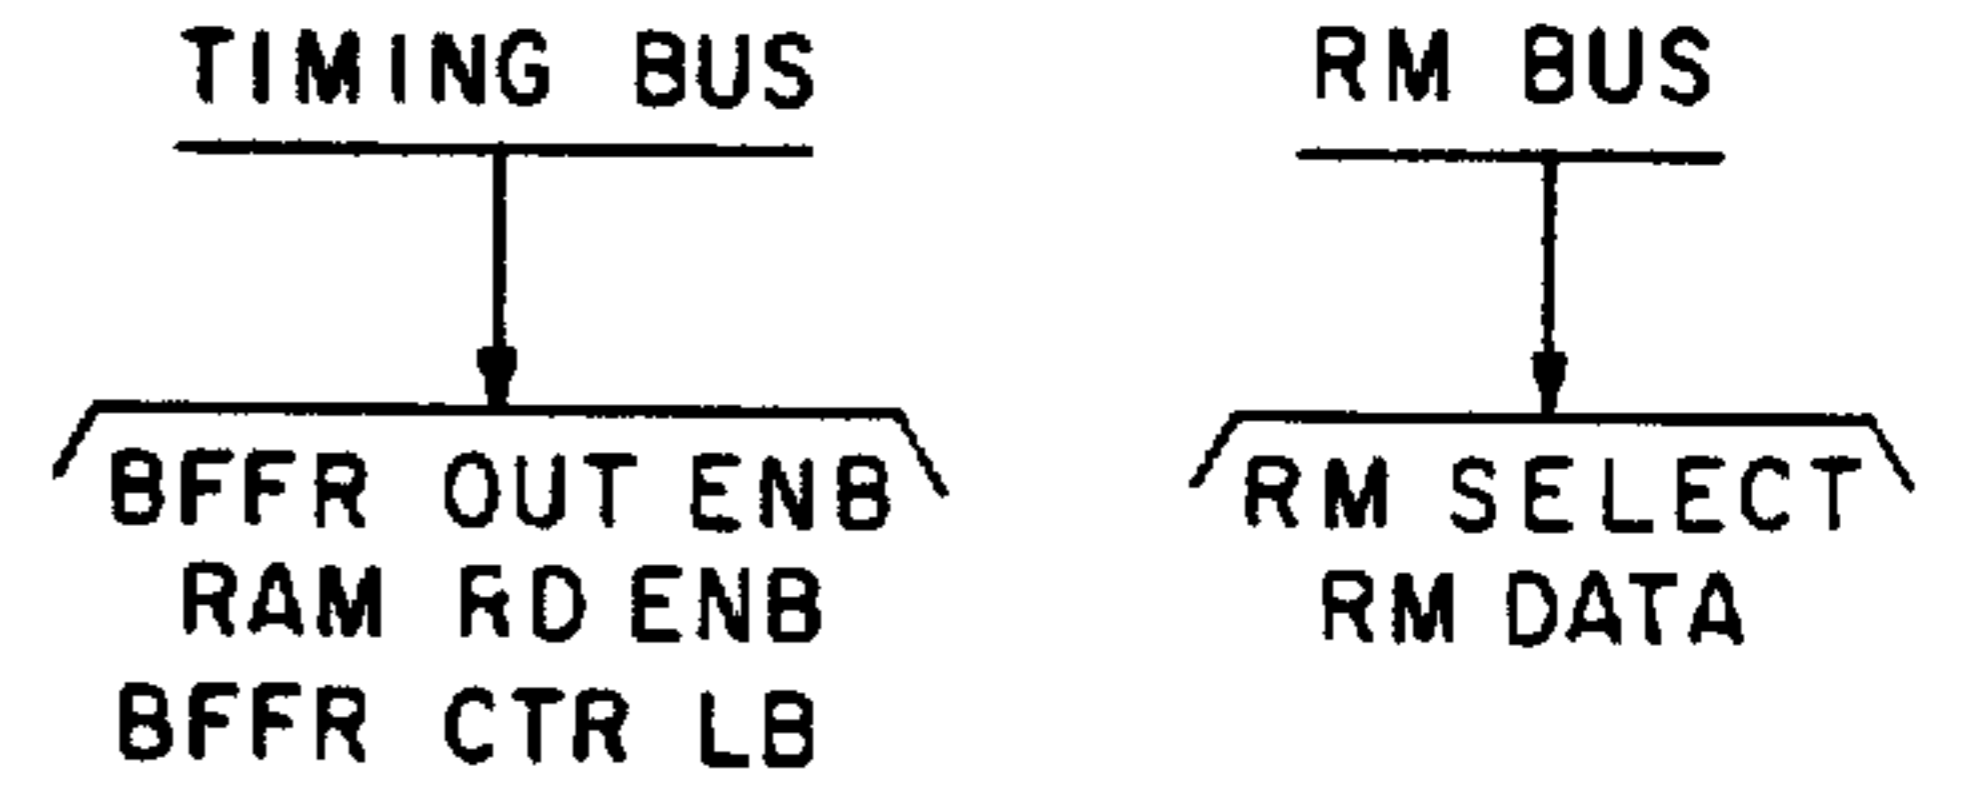 TIMING BUS
BFFR OUT ENB
RAM RD ENB
BFFR CTR LB
RM BUS
RM SELECT
RM DATA